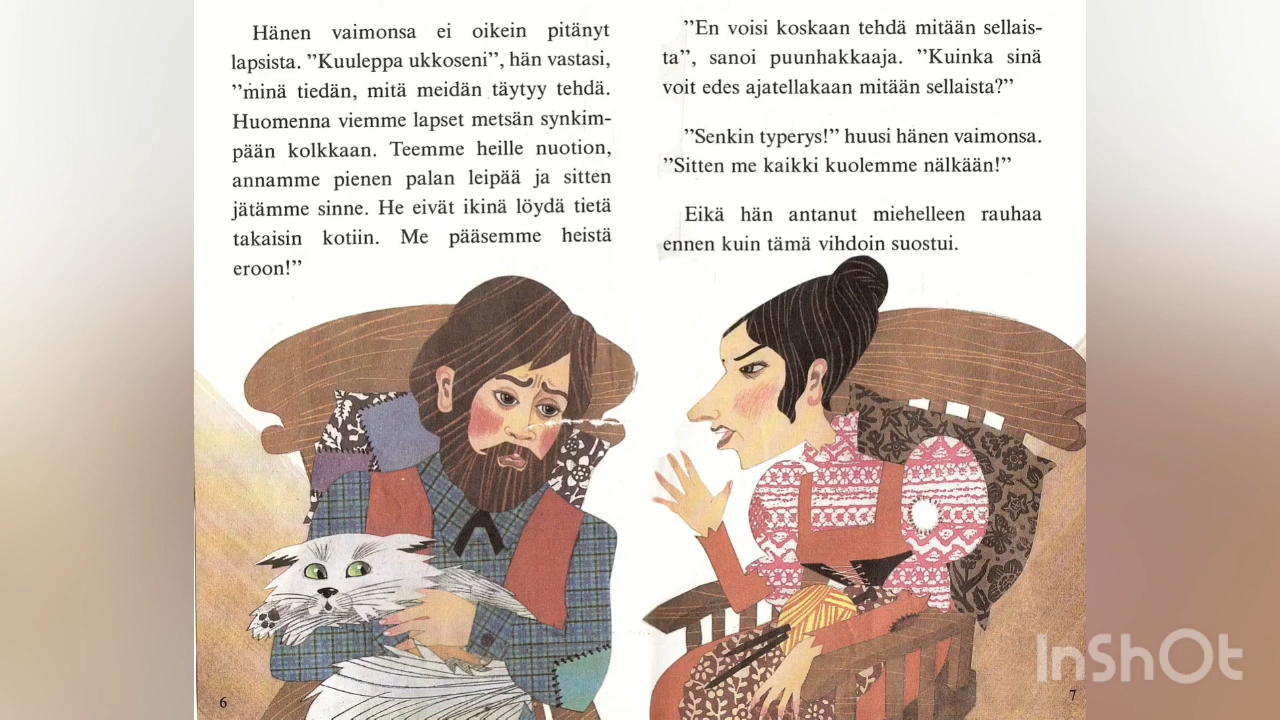 Hänen vaimonsa ei oikein pitänyt
lapsista. ”Kuuleppa ukkoseni”, hän vastasi,
”minä tiedän, mitä meidän täytyy tehdä.
Huomenna viemme lapset metsän synkim-
pään kolkkaan. Teemme heille nuotion,
annamme pienen palan leipää ja sitten
jätämme sinne. He eivät ikinä löydä tietä
takaisin kotiin. Me pääsemme heistä
eroon!”
6
”En voisi koskaan tehdä mitään sellais-
ta”, sanoi puunhakkaaja. ”Kuinka sinä
voit edes ajatellakaan mitään sellaista?”
”Senkin typerys!” huusi hänen vaimonsa.
”Sitten me kaikki kuolemme nälkään!”
Eikä hän antanut miehelleen rauhaa
ennen kuin tämä vihdoin suostui.
7
InShOt